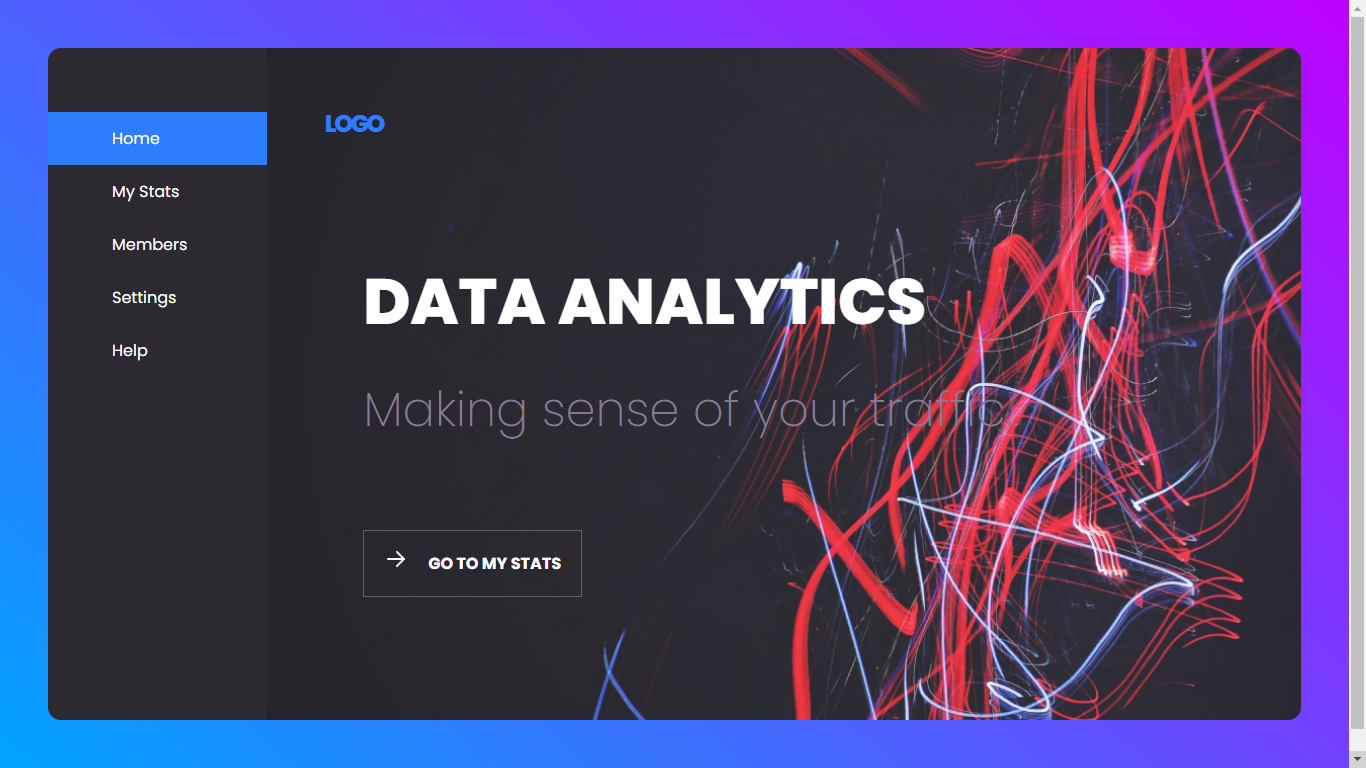 Home
My Stats
Members
Settings
Help
LOGO
DATA ANALYTICS
Making sense of your traffic
GO TO MY STATS